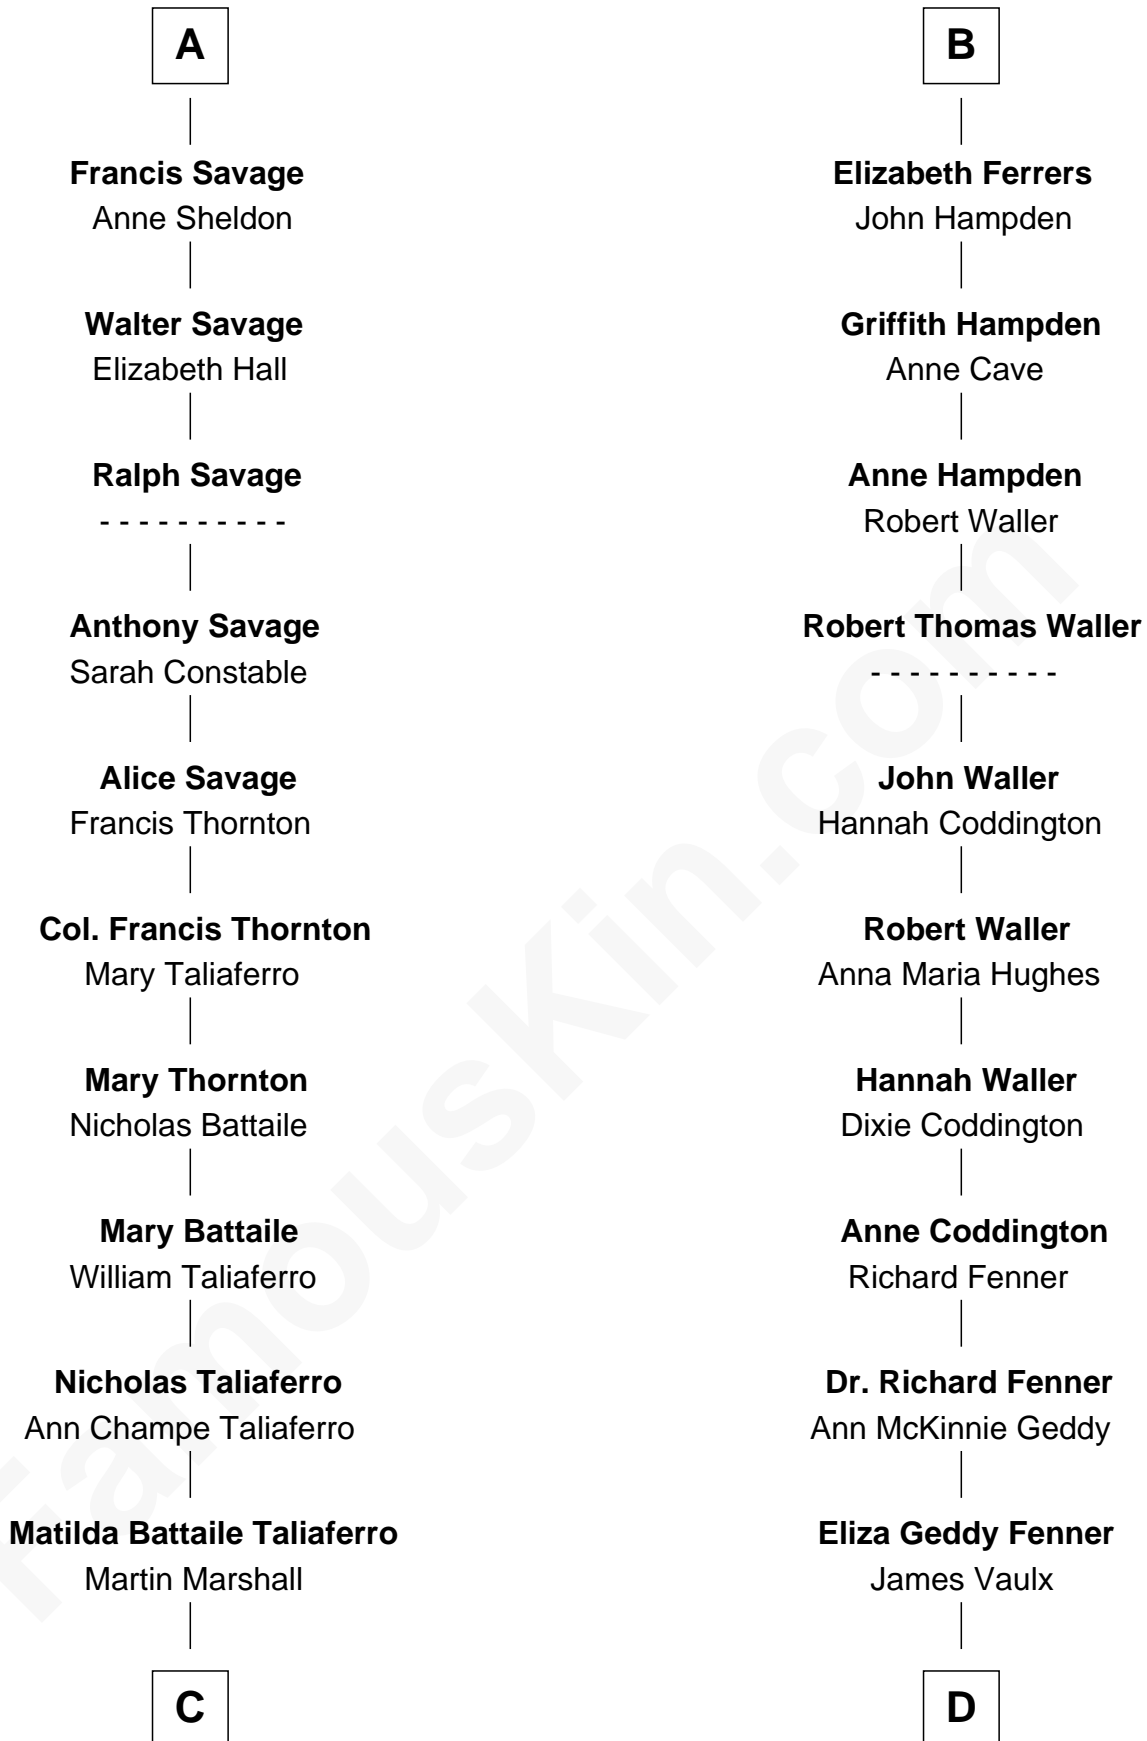 A
Francis Savage
Anne Sheldon
Walter Savage
Elizabeth Hall
Ralph Savage
- - - - - - - - - -
Anthony Savage
Sarah Constable
Alice Savage
Francis Thornton
Col. Francis Thornton
Mary Taliaferro
Mary Thornton
Nicholas Battaile
Mary Battaile
William Taliaferro
Nicholas Taliaferro
Ann Champe Taliaferro
Matilda Battaile Taliaferro
Martin Marshall
C
B
Elizabeth Ferrers
John Hampden
Griffith Hampden
Anne Cave
Anne Hampden
Robert Waller
Robert Thomas Waller
- - - - - - - - - -
John Waller
Hannah Coddington
Robert Waller
Anna Maria Hughes
Hannah Waller
Dixie Coddington
Anne Coddington
Richard Fenner
Dr. Richard Fenner
Ann McKinnie Geddy
Eliza Geddy Fenner
James Vaulx
D
FamousKin.com